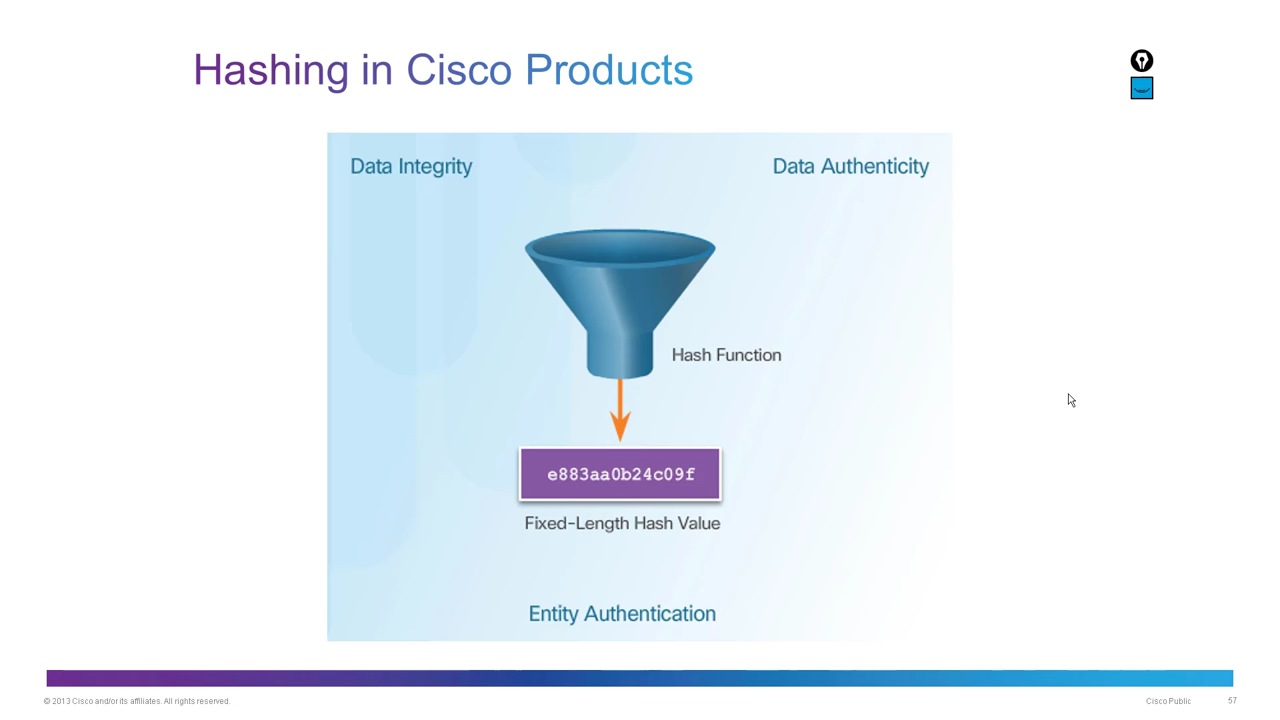 Hashing in Cisco Products
Data Integrity
Data Authenticity
Hash Function
e883aa0b24c09f
Fixed-Length Hash Value
Entity Authentication
© 2013 Cisco and/or its affiliates. All rights reserved.
Cisco Public
57